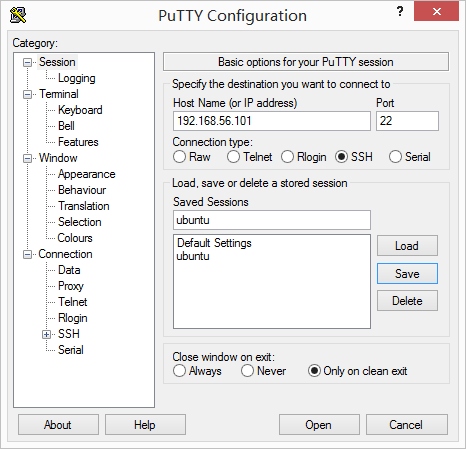 PuTTY Configuration
?
Category:
Session
Logging
Terminal
Keyboard
Bell
Features
Window
Appearance
Behaviour
Translation
Selection
Colours
Connection
Data
Proxy
Telnet
Rlogin
SSH
Serial
Basic options for your PuTTY session
Specify the destination you want to connect to
Host Name (or IP address) Port
192.168.56.101 22
Connection type:
Raw Telnet Rlogin SSH Serial
Load, save or delete a stored session
Saved Sessions
ubuntu
Default Settings
ubuntu
Load
Save
Delete
Close window on exit:
Always Never Only on clean exit
About Help Open Cancel